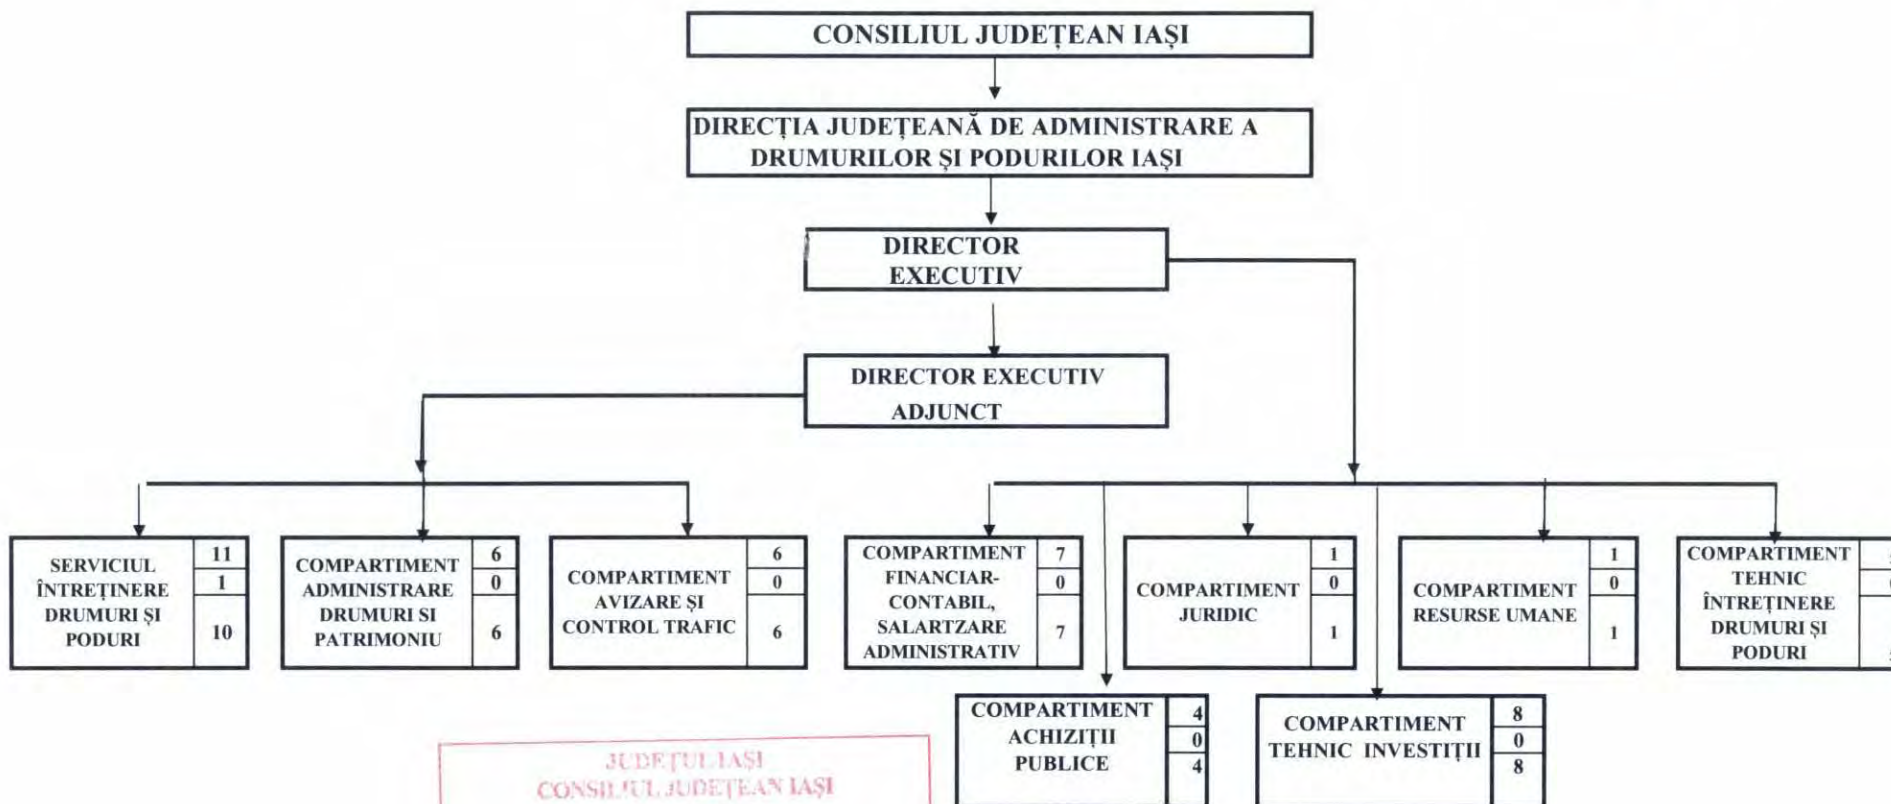 CONSILIUL JUDEȚEAN IAȘI
DIRECȚIA JUDEȚEANĂ DE ADMINISTRARE A
DRUMURILOR ȘI PODURILOR IAȘI
DIRECTOR
EXECUTIV
DIRECTOR EXECUTIV
ADJUNCT
SERVICIUL
ÎNTREȚINERE
DRUMURI ȘI
PODURI
11
1
10
COMPARTIMENT
ADMINISTRARE
DRUMURI SI
PATRIMONIU
6
0
6
COMPARTIMENT
AVIZARE ȘI
CONTROL TRAFIC
6
0
6
COMPARTIMENT
FINANCIAR-
CONTABIL,
SALARTZARE
ADMINISTRATIV
7
0
7
COMPARTIMENT
JURIDIC
1
0
1
COMPARTIMENT
RESURSE UMANE
1
0
1
COMPARTIMENT
TEHNIC
ÎNTREȚINERE
DRUMURI ȘI
PODURI
COMPARTIMENT
ACHIZIȚII
PUBLICE
4
0
4
COMPARTIMENT
TEHNIC INVESTIȚII
8
0
8
JUDEȚUL IAȘI
CONSILIUL JUDEȚEAN IAȘI